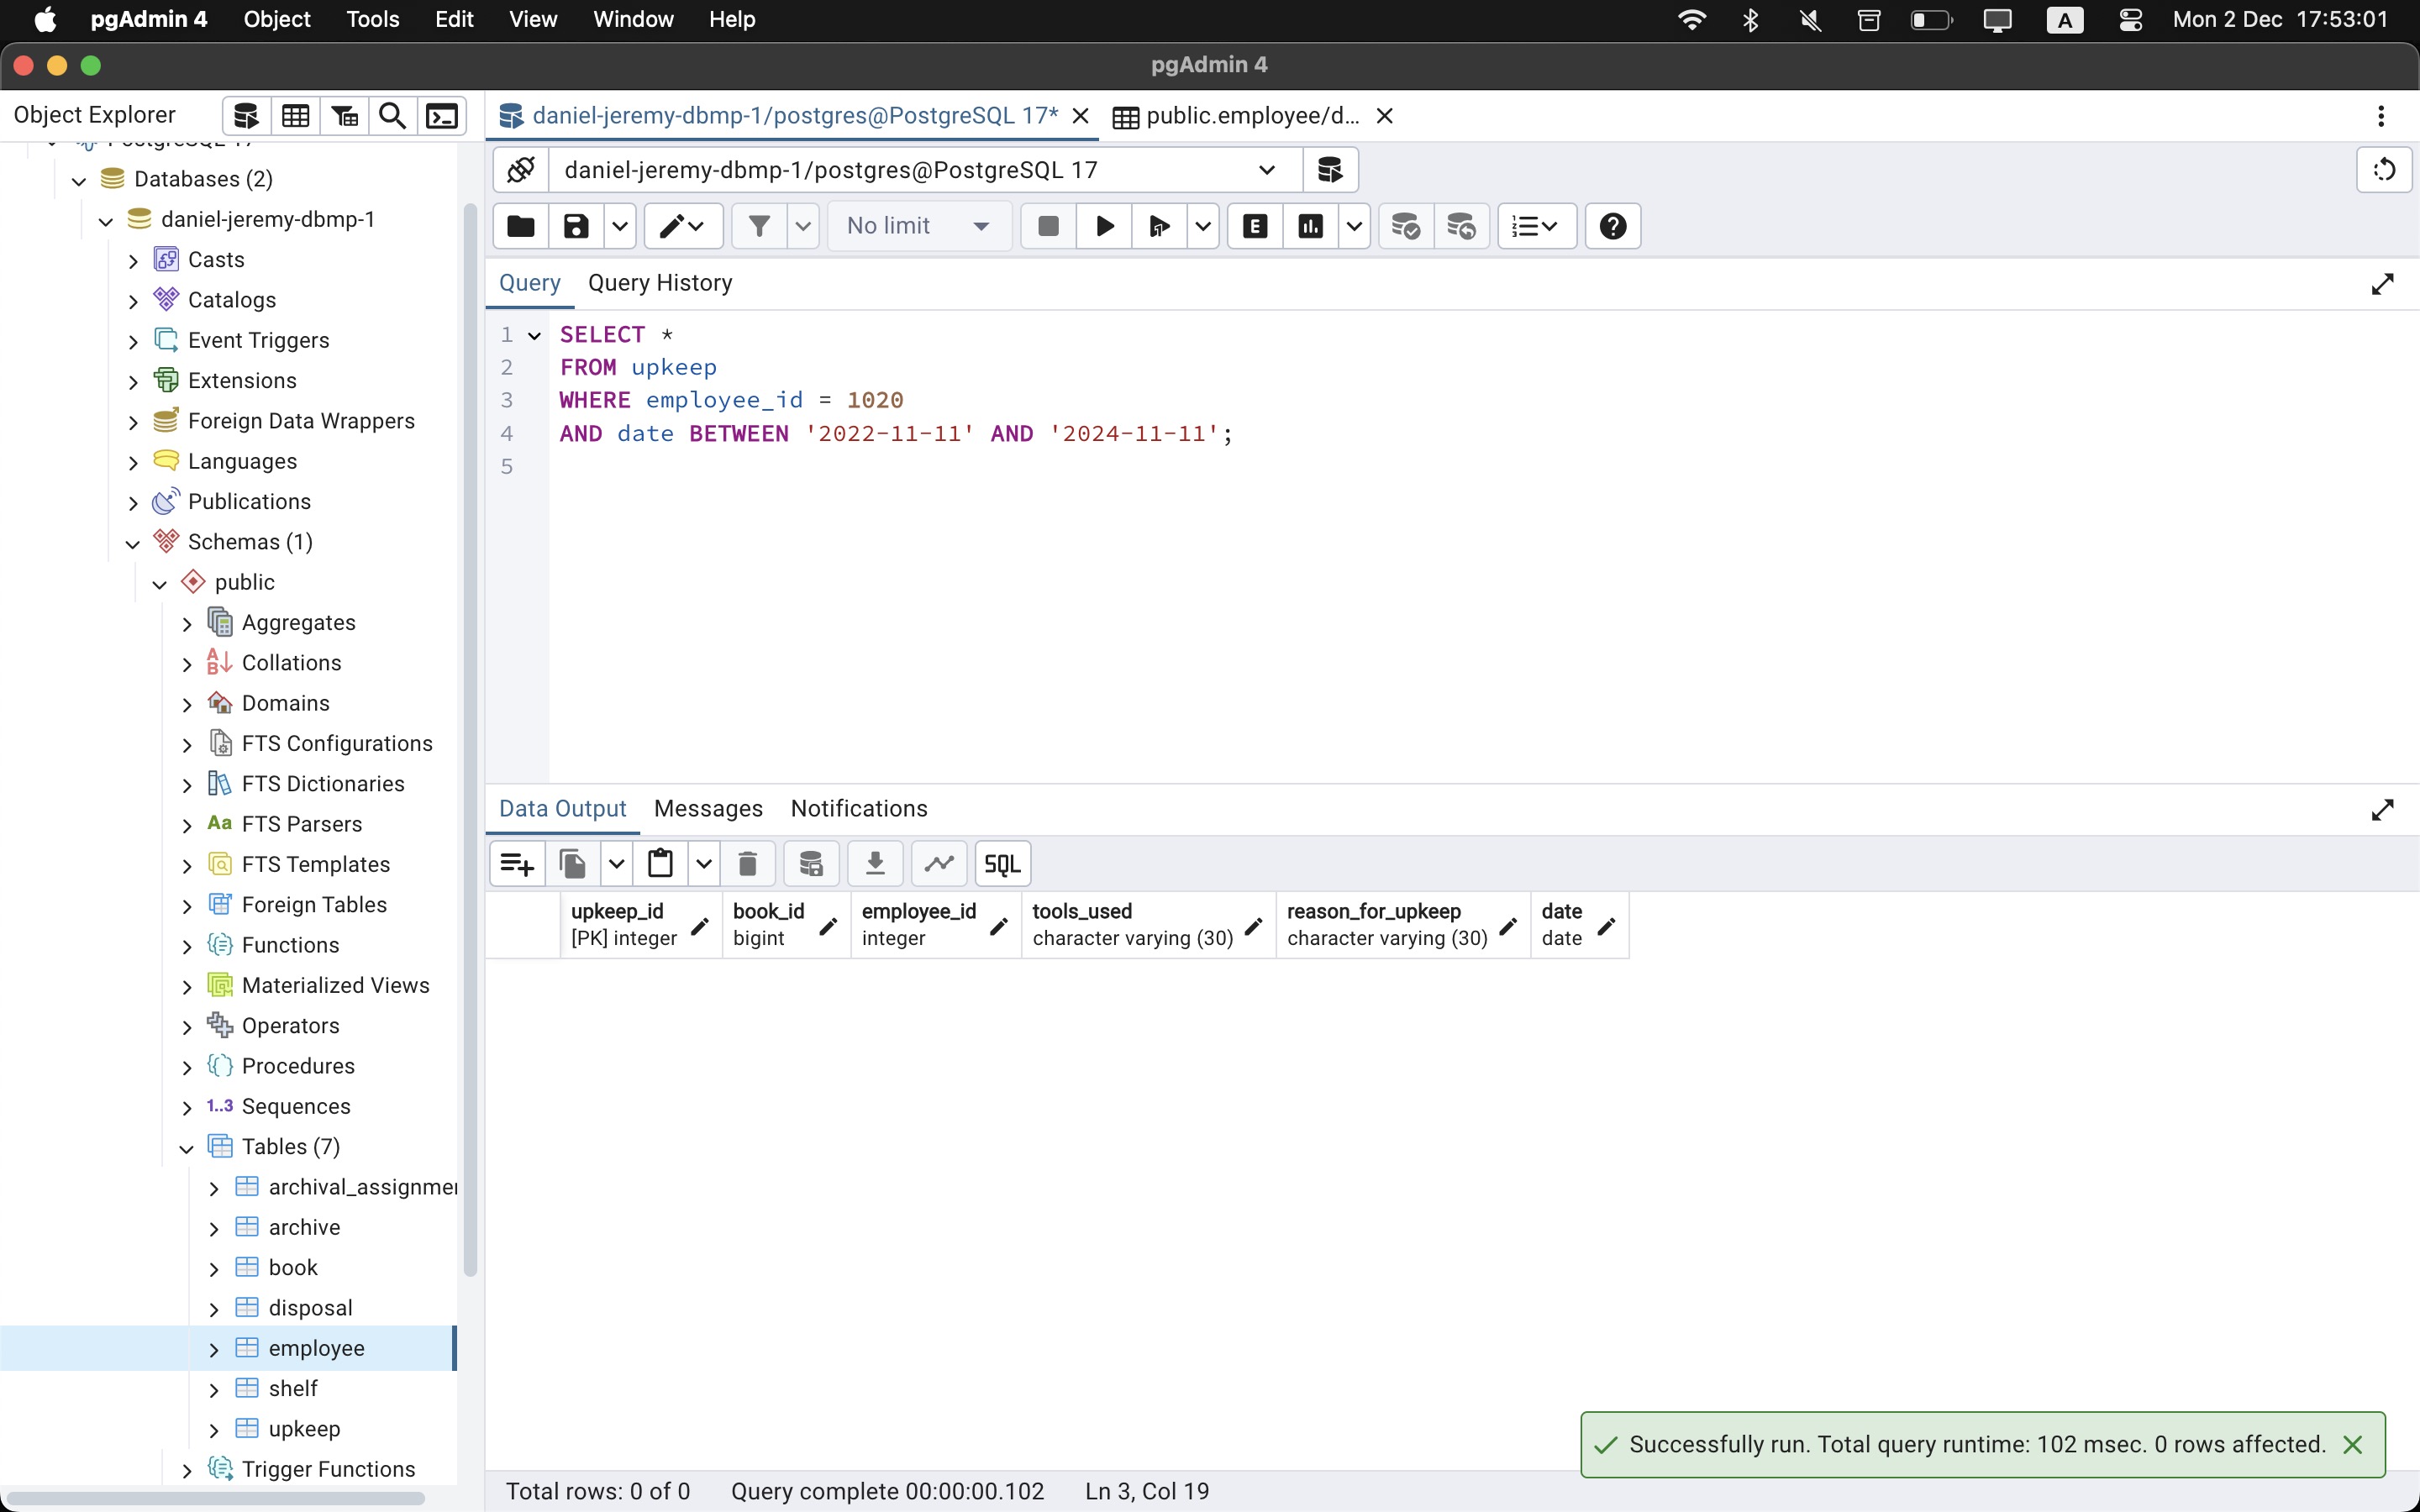 pgAdmin 4 Object Tools Edit View Window Help A Mon 2 Dec 17:53:01
pgAdmin 4
Object Explorer
daniel-jeremy-dbmp-1/postgres@PostgreSQL 17*
public.employee/d...
PostgreSQL 17
Databases (2)
daniel-jeremy-dbmp-1
Casts
Catalogs
Event Triggers
Extensions
Foreign Data Wrappers
Languages
Publications
Schemas (1)
public
Aggregates
Collations
Domains
FTS Configurations
FTS Dictionaries
Aa FTS Parsers
FTS Templates
Foreign Tables
Functions
Materialized Views
Operators
Procedures
1..3 Sequences
Tables (7)
archival_assignmen
archive
book
disposal
employee
shelf
upkeep
Trigger Functions
daniel-jeremy-dbmp-1/postgres@PostgreSQL 17
No limit E
Query Query History
1 SELECT *
2 FROM upkeep
3 WHERE employee_id = 1020
4 AND date BETWEEN '2022-11-11' AND '2024-11-11';
5
Data Output Messages Notifications
SQL
upkeep_id book_id employee_id tools_used reason_for_upkeep date
[PK] integer bigint integer character varying (30) character varying (30) date
Successfully run. Total query runtime: 102 msec. 0 rows affected.
Total rows: 0 of 0 Query complete 00:00:00.102 Ln 3, Col 19